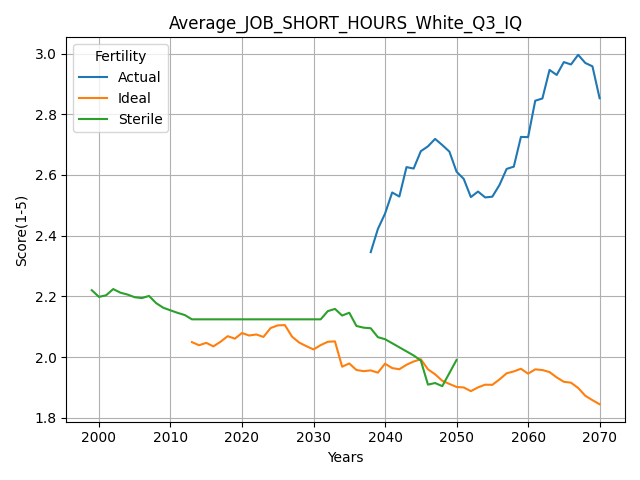 Average_JOB_SHORT_HOURS_White_Q3_IQ
Fertility
Actual
Ideal
Sterile
Score(1-5)
3.0
2.8
2.6
2.4
2.2
2.0
1.8
2000 2010 2020 2030 2040 2050 2060 2070
Years